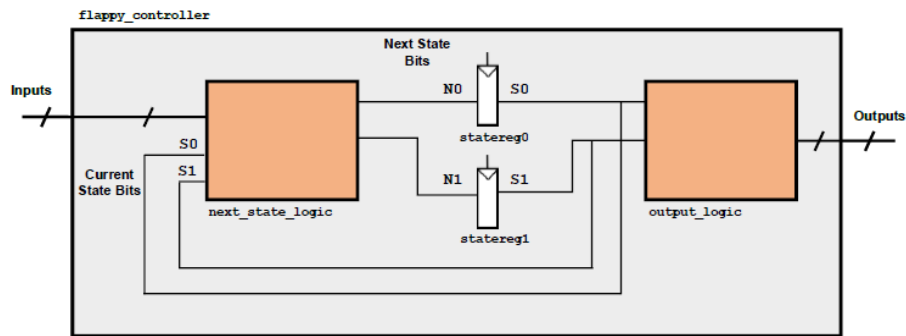 flappy_controller
Next State
Bits
Inputs
N0
S0
statereg0
Outputs
S0
S1
Current
State Bits
N1
S1
next_state_logic
statereg1
output_logic